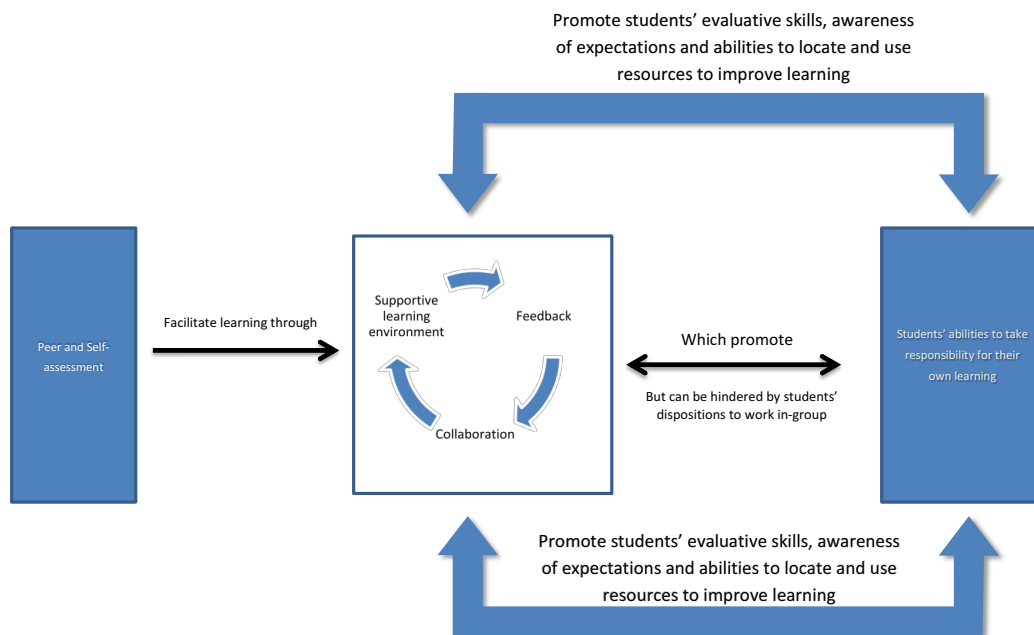 Promote students’ evaluative skills, awareness
of expectations and abilities to locate and use
resources to improve learning
Peer and Self-
assessment
Facilitate learning through
Supportive
learning
environment
Feedback
Collaboration
Which promote
But can be hindered by students’
dispositions to work in-group
Students’ abilities to take
responsibility for their
own learning
Promote students’ evaluative skills, awareness
of expectations and abilities to locate and use
resources to improve learning